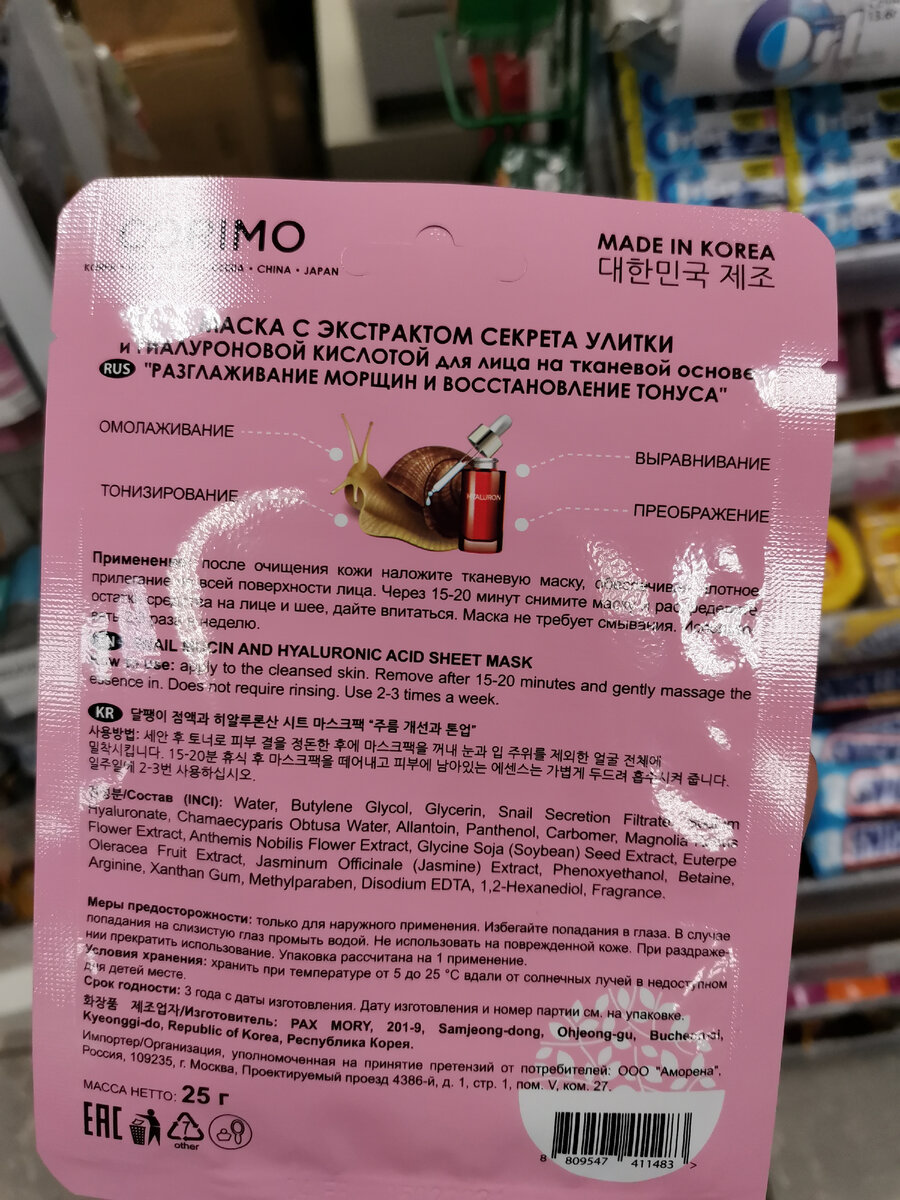 Orl
IMO
MADE IN KOREA
대한민국 제조
• CHINA • JAPAN
МАСКА С ЭКСТРАКТОМ СЕКРЕТА УЛИТКИ
И ГИАЛУРОНОВОЙ КИСЛОТОЙ для лица на тканевой основе
RUS "РАЗГЛАЖИВАНИЕ МОРЩИН И ВОССТАНОВЛЕНИЕ ТОНУСА"
ОМОЛАЖИВАНИЕ
ВЫРАВНИВАНИЕ
ТОНИЗИРОВАНИЕ
ПРЕОБРАЖЕНИЕ
HYALURON
Применение: после очищения кожи наложите тканевую маску, плотное
прилегание всей поверхности лица. Через 15-20 минут снимите маску,
остатки средства на лице и шее, дайте впитаться. Маска не требует смывания.
неделю.
SNAIL MUCIN AND HYALURONIC ACID SHEET MASK
How to use: apply to the cleansed skin. Remove after 15-20 minutes and gently massage the
essence in. Does not require rinsing. Use 2-3 times a week.
KR 달팽이 점액과 히알루론산 시트 마스크팩 "주름 개선과 톤업"
사용방법: 세안 후 토너로 피부 결을 정돈한 후에 마스크팩을 꺼내 눈과 입 주위를 제외한 얼굴 전체에
밀착시킵니다. 15-20분 휴식 후 마스크팩을 떼어내고 피부에 남아있는 에센스는 가볍게 두드려 흡수시켜 줍니다.
일주일에 2-3번 사용하십시오.
전성분/Состав (INCI): Water, Butylene Glycol, Glycerin, Snail Secretion Filtrate, Sodium
Hyaluronate, Chamaecyparis Obtusa Water, Allantoin, Panthenol, Carbomer, Magnolia
Flower Extract, Anthemis Nobilis Flower Extract, Glycine Soja (Soybean) Seed Extract, Euterpe
Oleracea Fruit Extract, Jasminum Officinale (Jasmine) Extract, Phenoxyethanol, Betaine,
Arginine, Xanthan Gum, Methylparaben, Disodium EDTA, 1,2-Hexanediol, Fragrance.
Меры предосторожности: только для наружного применения. Избегайте попадания в глаза. В случае
попадания на слизистую глаз промыть водой. Не использовать на поврежденной коже. При раздраже-
нии прекратить использование. Упаковка рассчитана на 1 применение.
Условия хранения: хранить при температуре от 5 до 25 °C вдали от солнечных лучей в недоступном
для детей месте.
Срок годности: 3 года с даты изготовления. Дату изготовления и номер партии см. на упаковке.
화장품 제조업자/Изготовитель: PAX MORY, 201-9, Samjeong-dong, Ohjeong-gu, Bucheon-si,
Kyeonggi-do, Republic of Korea, Республика Корея.
Импортер/Организация, уполномоченная на принятие претензий от потребителей: ООО "Аморена",
Россия, 109235, г. Москва, Проектируемый проезд 4386-й, д. 1, стр. 1, пом. V, ком. 27.
МАССА НЕТТО: 25 г
EAC
7
other
8 809547 411483 >